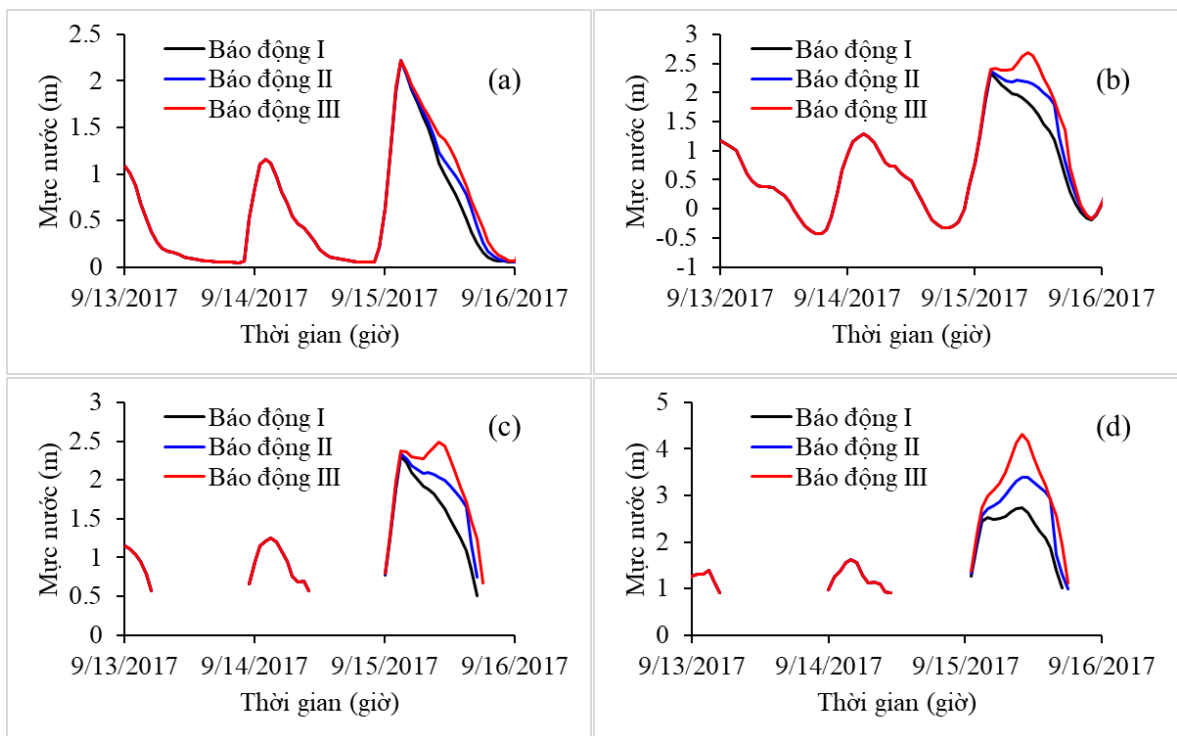 (a)
Báo động I
Báo động II
Báo động III
Mực nước (m)
2.5
2
1.5
1
0.5
0
9/13/2017 9/14/2017 9/15/2017 9/16/2017
Thời gian (giờ)
(b)
Báo động I
Báo động II
Báo động III
Mực nước (m)
3
2.5
2
1.5
1
0.5
0
-0.5
-1
9/13/2017 9/14/2017 9/15/2017 9/16/2017
Thời gian (giờ)
(c)
Báo động I
Báo động II
Báo động III
Mực nước (m)
3
2.5
2
1.5
1
0.5
0
9/13/2017 9/14/2017 9/15/2017 9/16/2017
Thời gian (giờ)
(d)
Báo động I
Báo động II
Báo động III
Mực nước (m)
5
4
3
2
1
0
9/13/2017 9/14/2017 9/15/2017 9/16/2017
Thời gian (giờ)